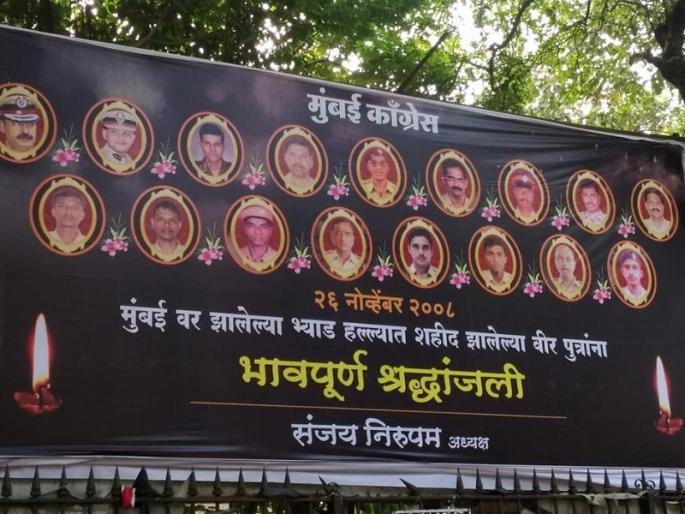 मुंबई काँग्रेस
२६ नोव्हेंबर २००८
मुंबई वर झालेल्या भ्याड हल्ल्यात शहीद झालेल्या वीर पुत्रांना
भावपूर्ण श्रद्धांजली
संजय निरुपम अध्यक्ष